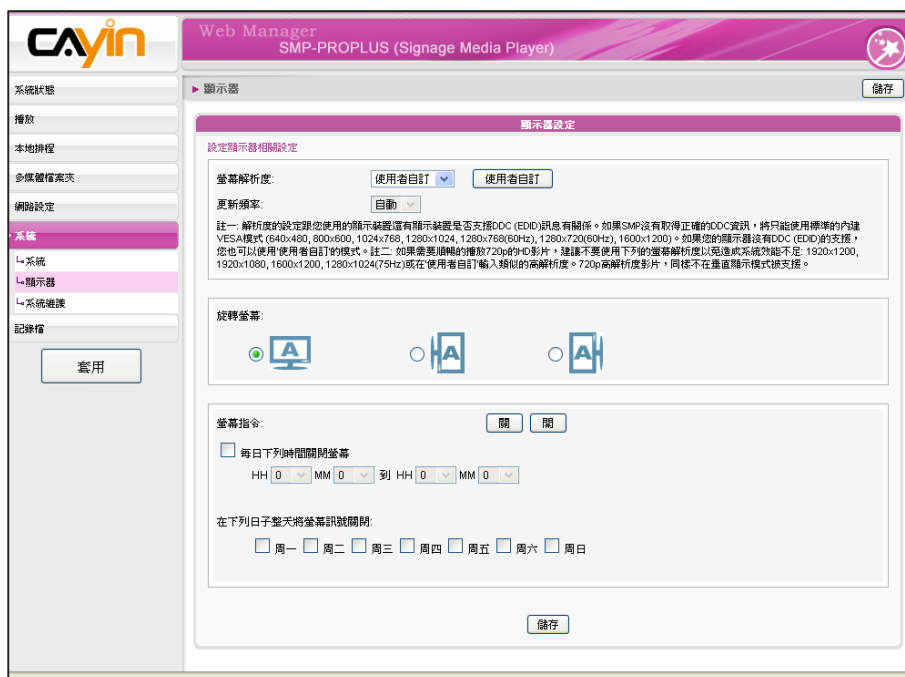 CAYIN
Web Manager
SMP-PROPLUS (Signage Media Player)
系統狀態
播放
本地排程
多媒體檔案夾
網路設定
系統
系統
顯示器
系統維護
記錄檔
套用
顯示器
儲存
顯示器設定
設定顯示器相關設定
螢幕解析度:
使用者自訂
使用者自訂
更新頻率:
自動
註一: 解析度的設定跟您使用的顯示裝置還有顯示裝置是否支援DDC (EDID)訊息有關係。如果SMP沒有取得正確的DDC資訊，將只能使用標準的內建
VESA模式 (640x480, 800x600, 1024x768, 1280x1024, 1280x768(60Hz), 1280x720(60Hz), 1600x1200)。如果您的顯示器沒有DDC (EDID)的支援，
您也可以使用'使用者自訂'的模式。註二: 如果需要順暢的播放720p的HD影片，建議不要使用下列的螢幕解析度以免造成系統效能不足: 1920x1200,
1920x1080, 1600x1200, 1280x1024(75Hz)或在'使用者自訂'輸入類似的高解析度。720p高解析度影片，同樣不在垂直顯示模式被支援。
旋轉螢幕:
A A A
螢幕指令:
關 開
每日下列時間關閉螢幕
HH 0 MM 0 到 HH 0 MM 0
在下列日子整天將螢幕訊號關閉:
周一 周二 周三 周四 周五 周六 周日
儲存